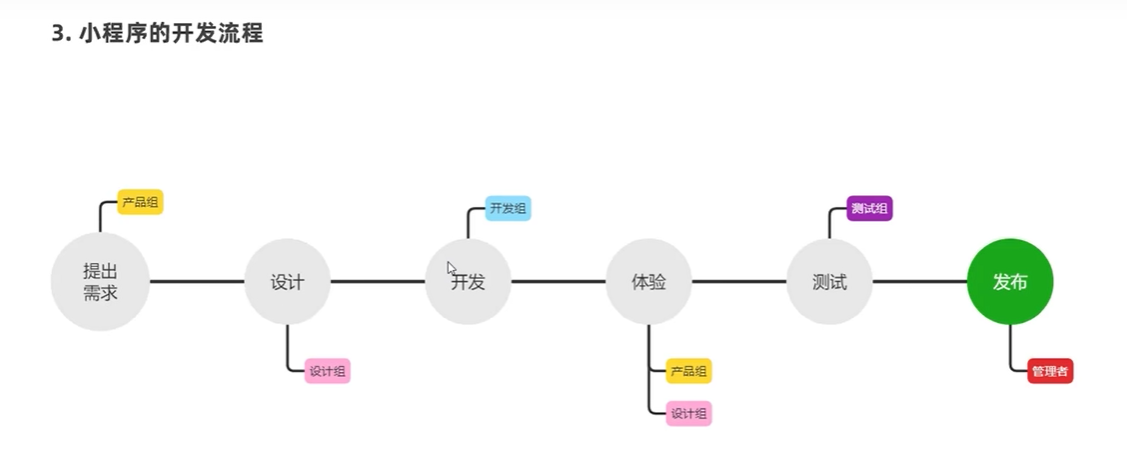 3. 小程序的开发流程
产品组
开发组
测试组
提出
需求
设计
开发
体验
测试
发布
设计组
产品组
管理者
设计组